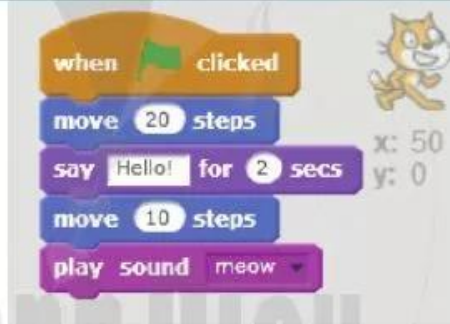 when clicked
move 20 steps
say Hello! for 2 secs
move 10 steps
play sound meow
x: 50
y: 0